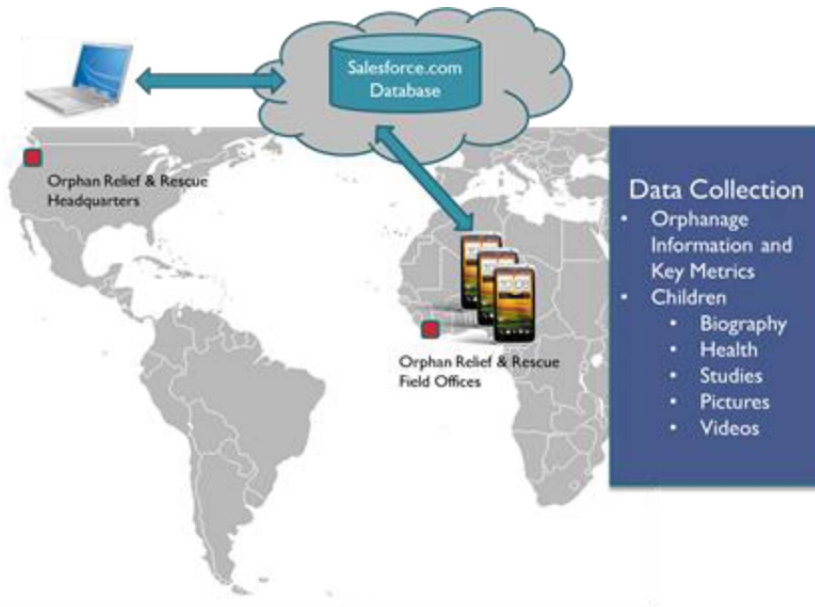 Salesforce.com
Database
Orphan Relief & Rescue
Headquarters
Orphan Relief & Rescue
Field Offices
Data Collection
• Orphanage
Information and
Key Metrics
• Children
• Biography
• Health
• Studies
• Pictures
• Videos